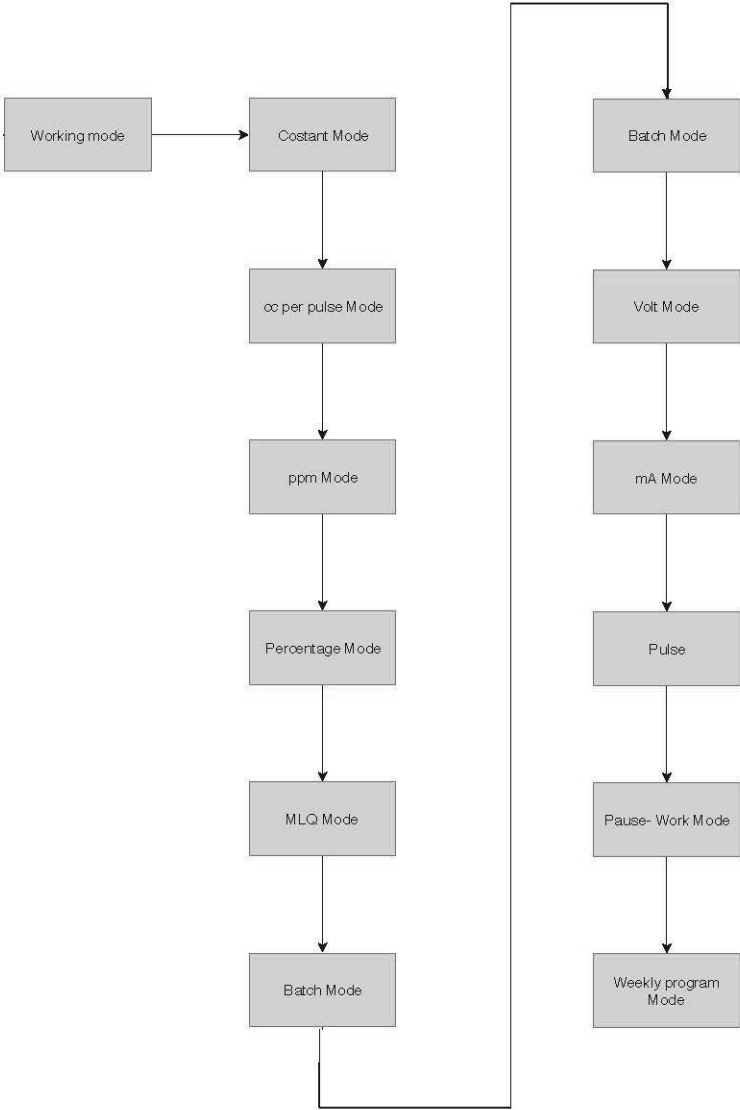 Working mode
Costant Mode
cc per pulse Mode
ppm Mode
Percentage Mode
MLQ Mode
Batch Mode
Batch Mode
Volt Mode
mA Mode
Pulse
Pause- Work Mode
Weekly program
Mode